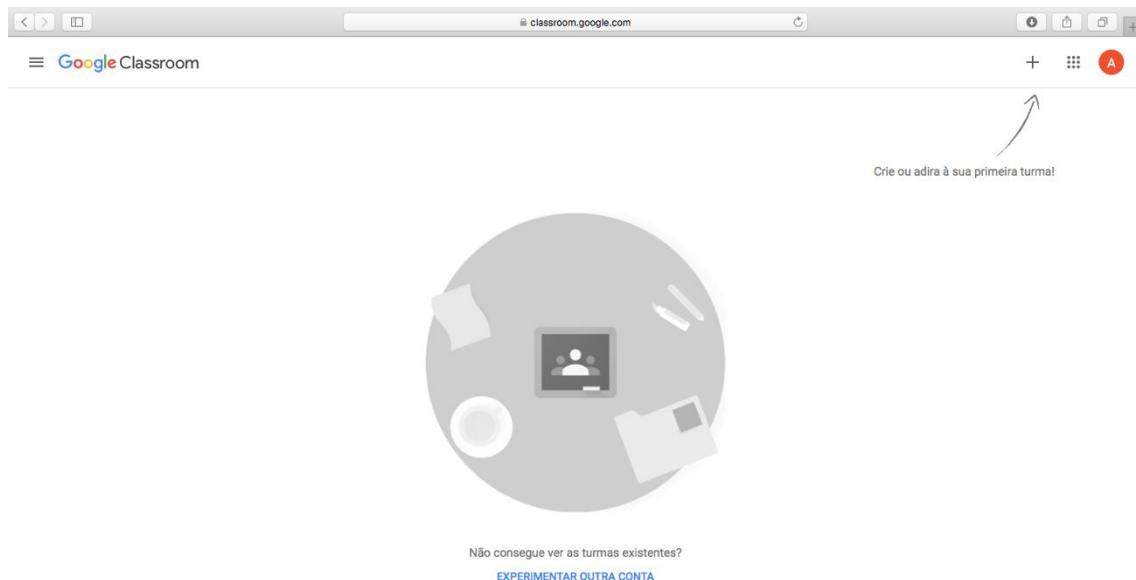 classroom.google.com
Google Classroom
A
Crie ou adira à sua primeira turma!
Não consegue ver as turmas existentes?
EXPERIMENTAR OUTRA CONTA